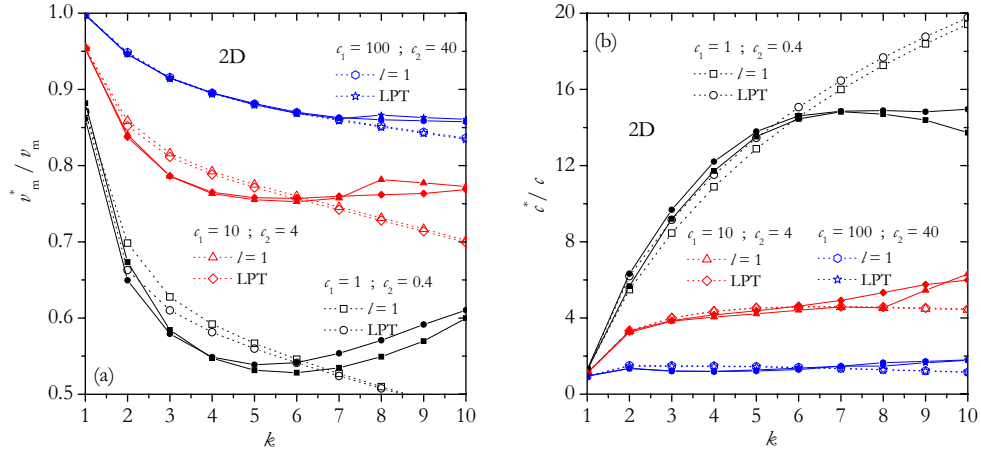 1.0
0.9
0.8
0.7
0.6
0.5
v*m / vm
2D
c1 = 100 ; c2 = 40
l = 1
LPT
c1 = 10 ; c2 = 4
l = 1
LPT
c1 = 1 ; c2 = 0.4
l = 1
LPT
(a)
1 2 3 4 5 6 7 8 9 10
k
20
16
12
8
4
0
c* / c
(b)
c1 = 1 ; c2 = 0.4
l = 1
LPT
2D
c1 = 10 ; c2 = 4
l = 1
LPT
c1 = 100 ; c2 = 40
l = 1
LPT
1 2 3 4 5 6 7 8 9 10
k